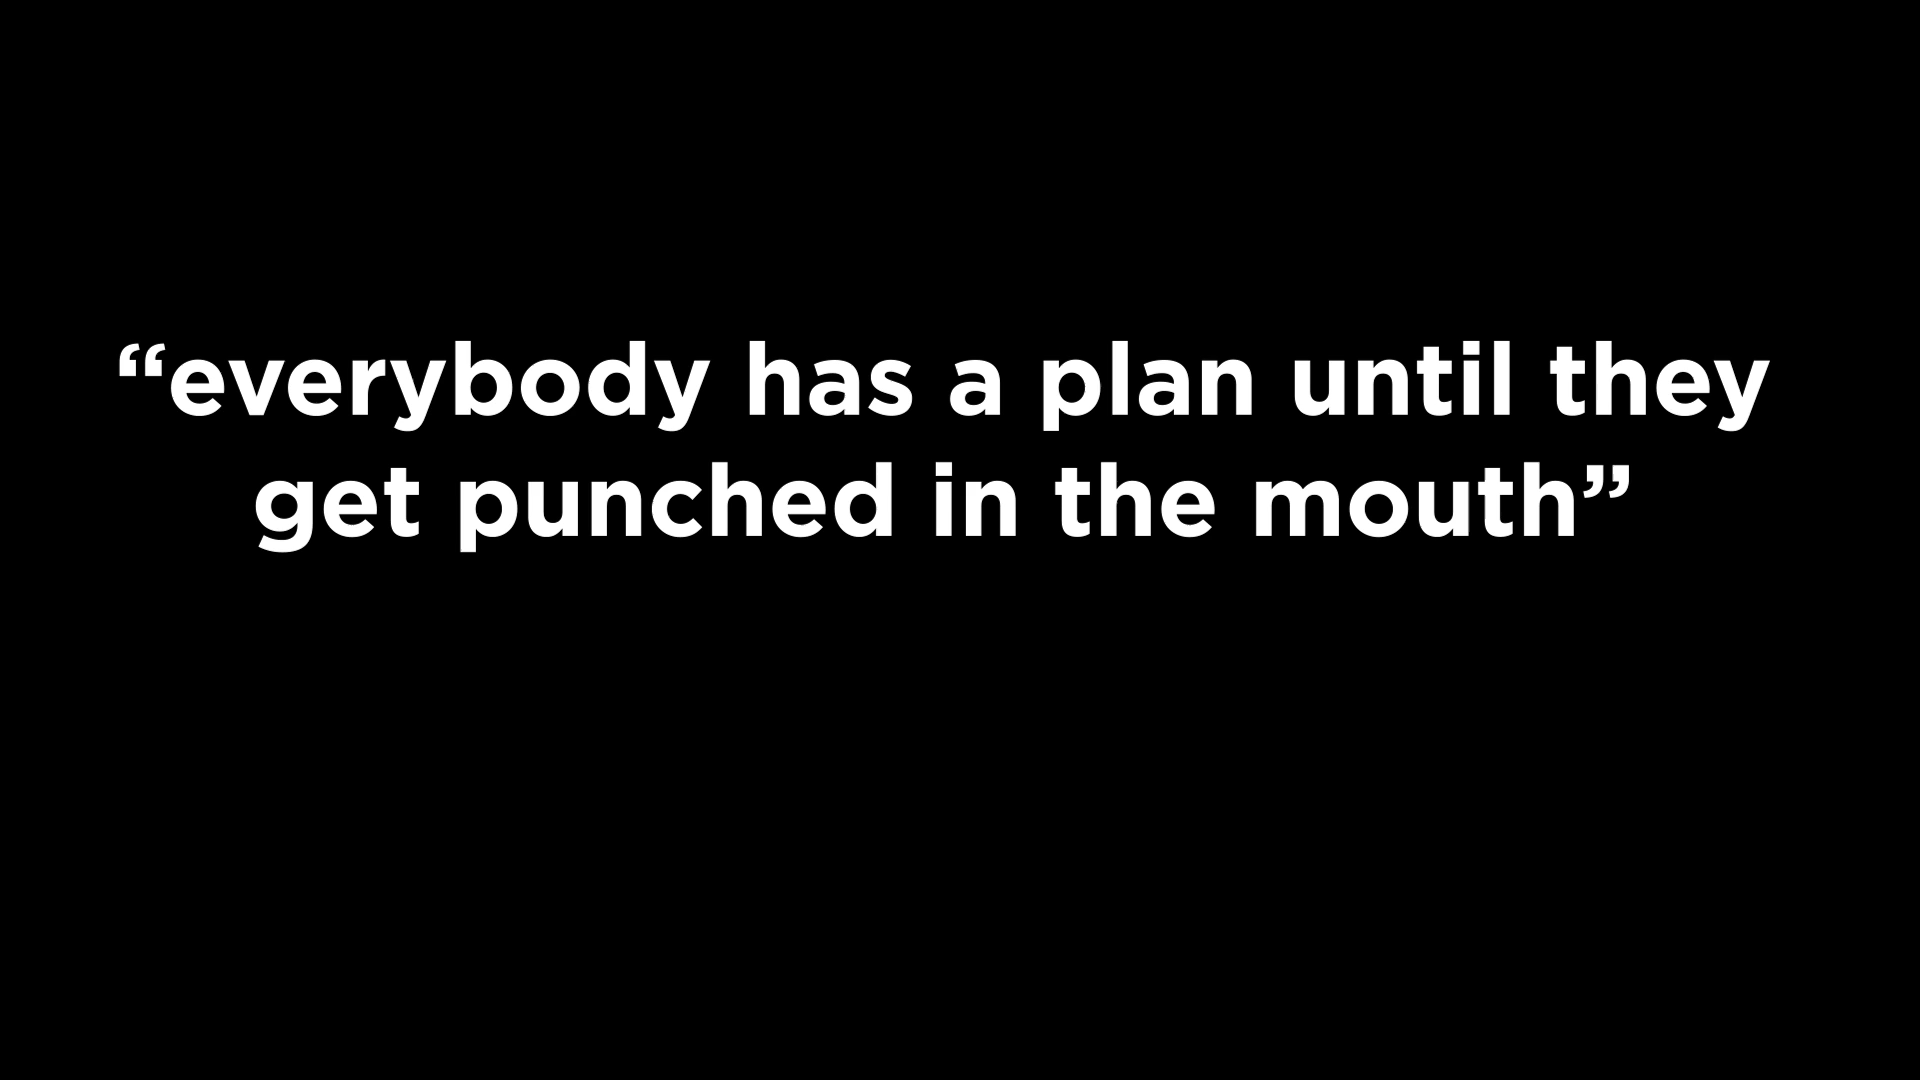 “everybody has a plan until they
get punched in the mouth”